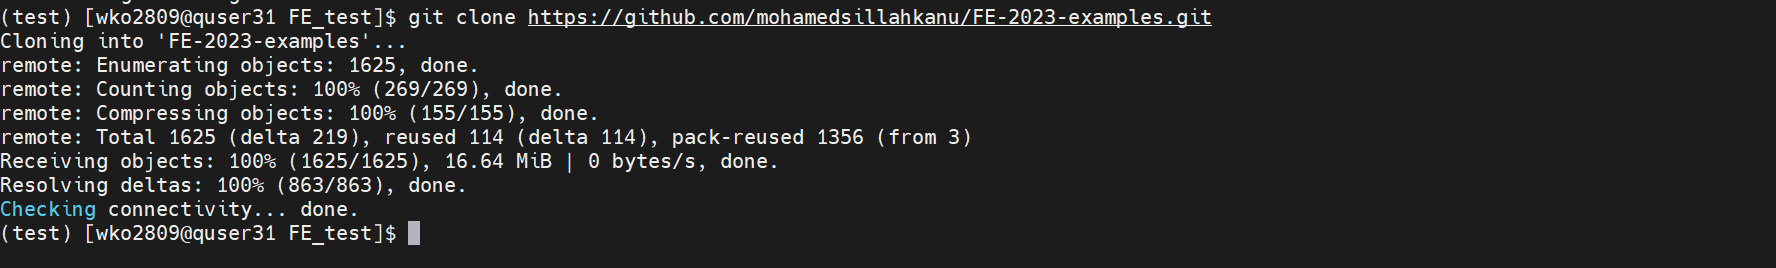 (test) [wko2809@quser31 FE_test]$ git clone https://github.com/mohamedsillahkanu/FE-2023-examples.git
Cloning into 'FE-2023-examples'...
remote: Enumerating objects: 1625, done.
remote: Counting objects: 100% (269/269), done.
remote: Compressing objects: 100% (155/155), done.
remote: Total 1625 (delta 219), reused 114 (delta 114), pack-reused 1356 (from 3)
Receiving objects: 100% (1625/1625), 16.64 MiB | 0 bytes/s, done.
Resolving deltas: 100% (863/863), done.
Checking connectivity... done.
(test) [wko2809@quser31 FE_test]$